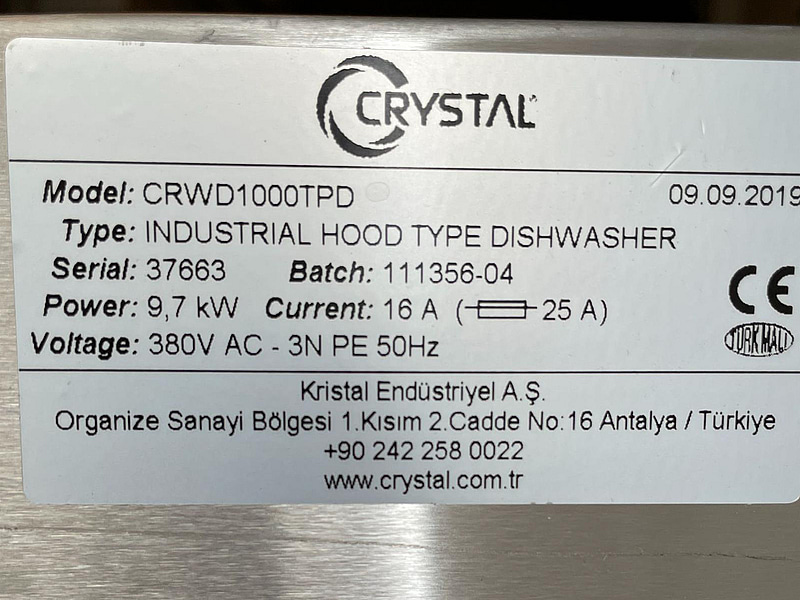 CRYSTAL
Model: CRWD1000TPD 09.09.2019
Type: INDUSTRIAL HOOD TYPE DISHWASHER
Serial: 37663 Batch: 111356-04
Power: 9,7 kW Current: 16 A ( 25 A)
CE
Voltage: 380V AC - 3N PE 50Hz
TÜRK MALI
Kristal Endüstriyel A.Ş.
Organize Sanayi Bölgesi 1.Kısım 2.Cadde No:16 Antalya / Türkiye
+90 242 258 0022
www.crystal.com.tr